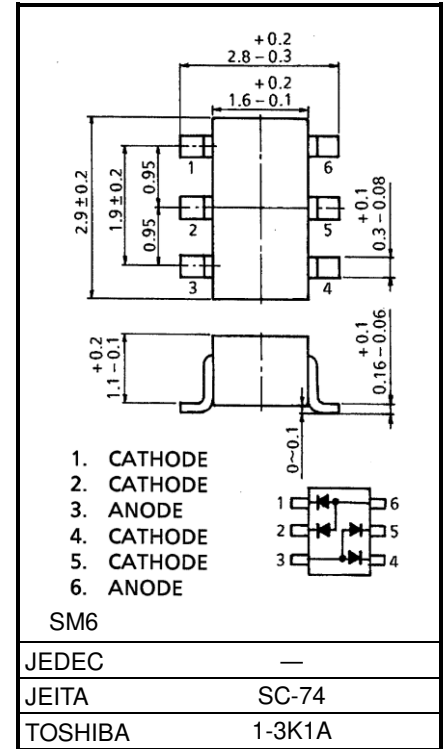 +0.2
2.8−0.3
+0.2
1.6−0.1
2.9±0.2
1.9±0.2
0.95
0.95
1
2
3
6
5
4
+0.1
0.3−0.08
+0.2
1.1−0.1
+0.1
0.16−0.06
0~0.1
1. CATHODE
2. CATHODE
3. ANODE
4. CATHODE
5. CATHODE
6. ANODE
1
6
2
5
3
4
SM6
JEDEC —
JEITA SC-74
TOSHIBA 1-3K1A